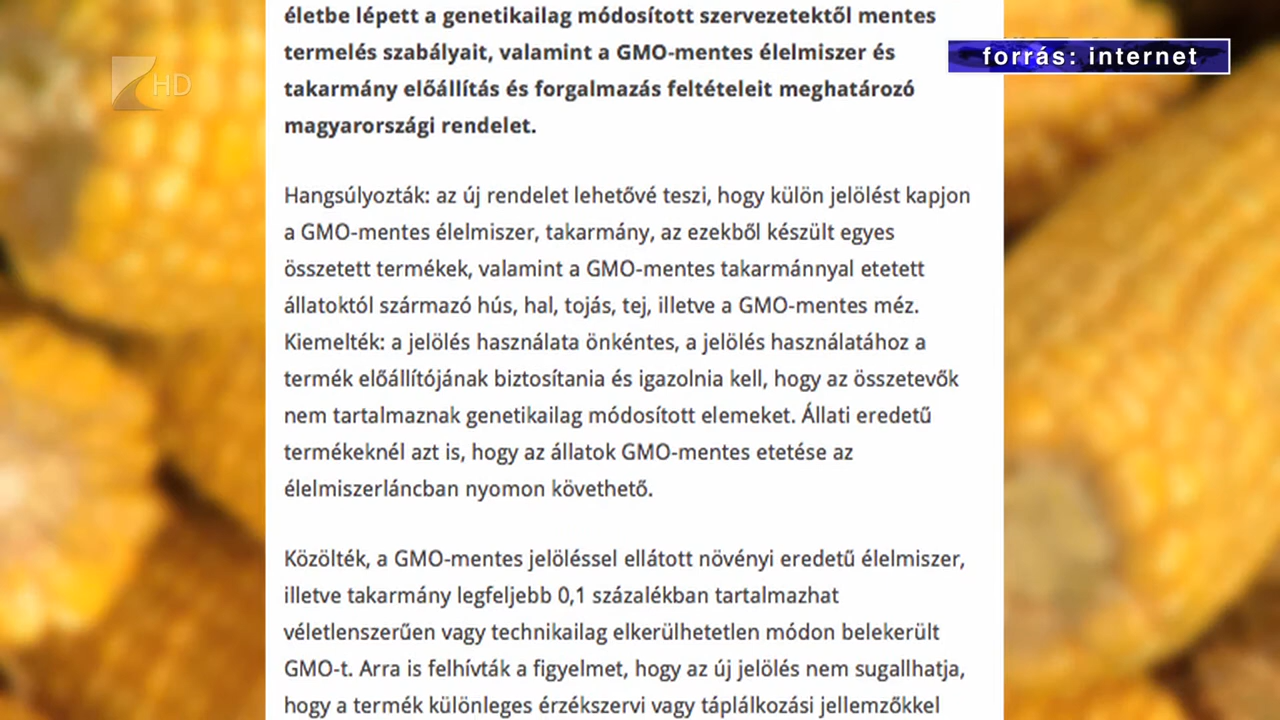 életbe lépett a genetikailag módosított szervezetektől mentes
termelés szabályait, valamint a GMO-mentes élelmiszer és
takarmány előállítás és forgalmazás feltételeit meghatározó
magyarországi rendelet.
forrás: internet
HD
Hangsúlyozták: az új rendelet lehetővé teszi, hogy külön jelölést kapjon
a GMO-mentes élelmiszer, takarmány, az ezekből készült egyes
összetett termékek, valamint a GMO-mentes takarmánnyal etetett
állatoktól származó hús, hal, tojás, tej, illetve a GMO-mentes méz.
Kiemelték: a jelölés használata önkéntes, a jelölés használatához a
termék előállítójának biztosítania és igazolnia kell, hogy az összetevők
nem tartalmaznak genetikailag módosított elemeket. Állati eredetű
termékeknél azt is, hogy az állatok GMO-mentes etetése az
élelmiszerláncban nyomon követhető.
Közölték, a GMO-mentes jelöléssel ellátott növényi eredetű élelmiszer,
illetve takarmány legfeljebb 0,1 százalékban tartalmazhat
véletlenszerűen vagy technikailag elkerülhetetlen módon belekerült
GMO-t. Arra is felhívták a figyelmet, hogy az új jelölés nem sugallhatja,
hogy a termék különleges érzékszervi vagy táplálkozási jellemzőkkel